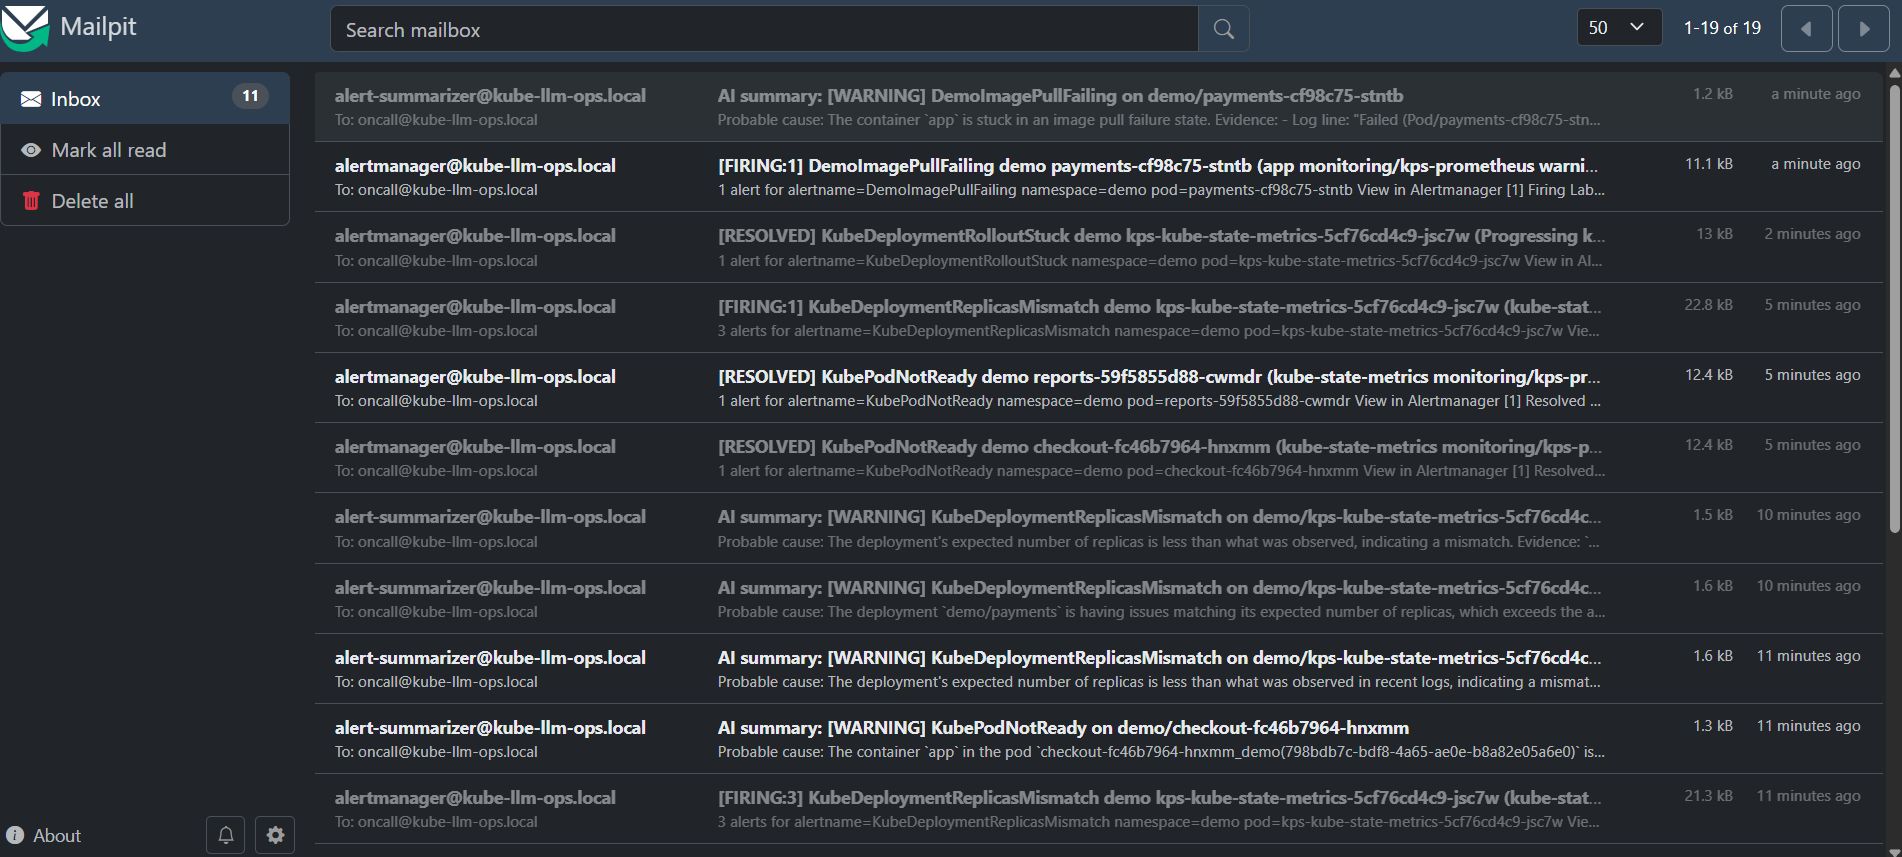 Mailpit
Search mailbox
50
1-19 of 19
Inbox
11
Mark all read
Delete all
alert-summarizer@kube-llm-ops.local
To: oncall@kube-llm-ops.local
AI summary: [WARNING] DemoImagePullFailing on demo/payments-cf98c75-stntb
Probable cause: The container `app` is stuck in an image pull failure state. Evidence: - Log line: "Failed (Pod/payments-cf98c75-stn...
1.2 kB
a minute ago
alertmanager@kube-llm-ops.local
To: oncall@kube-llm-ops.local
[FIRING:1] DemoImagePullFailing demo payments-cf98c75-stntb (app monitoring/kps-prometheus warni...
1 alert for alertname=DemoImagePullFailing namespace=demo pod=payments-cf98c75-stntb View in Alertmanager [1] Firing Lab...
11.1 kB
a minute ago
alertmanager@kube-llm-ops.local
To: oncall@kube-llm-ops.local
[RESOLVED] KubeDeploymentRolloutStuck demo kps-kube-state-metrics-5cf76cd4c9-jsc7w (Progressing k...
1 alert for alertname=KubeDeploymentRolloutStuck namespace=demo pod=kps-kube-state-metrics-5cf76cd4c9-jsc7w View in Al...
13 kB
2 minutes ago
alertmanager@kube-llm-ops.local
To: oncall@kube-llm-ops.local
[FIRING:1] KubeDeploymentReplicasMismatch demo kps-kube-state-metrics-5cf76cd4c9-jsc7w (kube-stat...
3 alerts for alertname=KubeDeploymentReplicasMismatch namespace=demo pod=kps-kube-state-metrics-5cf76cd4c9-jsc7w Vie...
22.8 kB
5 minutes ago
alertmanager@kube-llm-ops.local
To: oncall@kube-llm-ops.local
[RESOLVED] KubePodNotReady demo reports-59f5855d88-cwmdr (kube-state-metrics monitoring/kps-pr...
1 alert for alertname=KubePodNotReady namespace=demo pod=reports-59f5855d88-cwmdr View in Alertmanager [1] Resolved ...
12.4 kB
5 minutes ago
alertmanager@kube-llm-ops.local
To: oncall@kube-llm-ops.local
[RESOLVED] KubePodNotReady demo checkout-fc46b7964-hnxmm (kube-state-metrics monitoring/kps-p...
1 alert for alertname=KubePodNotReady namespace=demo pod=checkout-fc46b7964-hnxmm View in Alertmanager [1] Resolved...
12.4 kB
5 minutes ago
alert-summarizer@kube-llm-ops.local
To: oncall@kube-llm-ops.local
AI summary: [WARNING] KubeDeploymentReplicasMismatch on demo/kps-kube-state-metrics-5cf76cd4c...
Probable cause: The deployment's expected number of replicas is less than what was observed, indicating a mismatch. Evidence: `...
1.5 kB
10 minutes ago
alert-summarizer@kube-llm-ops.local
To: oncall@kube-llm-ops.local
AI summary: [WARNING] KubeDeploymentReplicasMismatch on demo/kps-kube-state-metrics-5cf76cd4c...
Probable cause: The deployment `demo/payments` is having issues matching its expected number of replicas, which exceeds the a...
1.6 kB
10 minutes ago
alert-summarizer@kube-llm-ops.local
To: oncall@kube-llm-ops.local
AI summary: [WARNING] KubeDeploymentReplicasMismatch on demo/kps-kube-state-metrics-5cf76cd4c...
Probable cause: The deployment's expected number of replicas is less than what was observed in recent logs, indicating a mismat...
1.6 kB
11 minutes ago
alert-summarizer@kube-llm-ops.local
To: oncall@kube-llm-ops.local
AI summary: [WARNING] KubePodNotReady on demo/checkout-fc46b7964-hnxmm
Probable cause: The container `app` in the pod `checkout-fc46b7964-hnxmm_demo(798bdb7c-bdf8-4a65-ae0e-b8a82e05a6e0)` is...
1.3 kB
11 minutes ago
alertmanager@kube-llm-ops.local
To: oncall@kube-llm-ops.local
[FIRING:3] KubeDeploymentReplicasMismatch demo kps-kube-state-metrics-5cf76cd4c9-jsc7w (kube-stat...
3 alerts for alertname=KubeDeploymentReplicasMismatch namespace=demo pod=kps-kube-state-metrics-5cf76cd4c9-jsc7w Vie...
21.3 kB
11 minutes ago
About